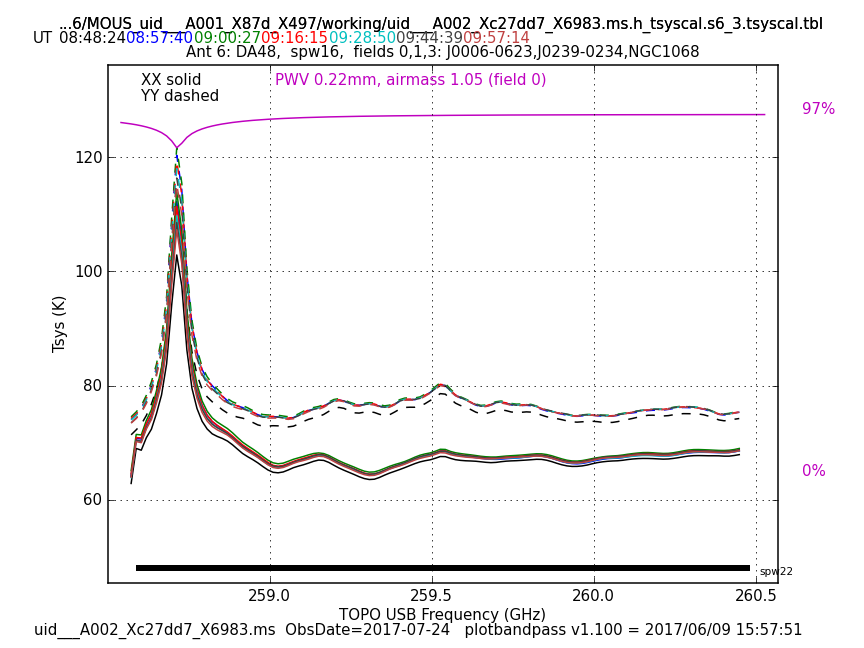 ...6/MOUS_uid___A001_X87d_X497/working/uid___A002_Xc27dd7_X6983.ms.h_tsyscal.s6_3.tsyscal.tbl
UT 08:48:24 08:57:40 09:00:27 09:16:15 09:28:50 09:44:39 09:57:14
Ant 6: DA48, spw16, fields 0,1,3: J0006-0623,J0239-0234,NGC1068
XX solid
PWV 0.22mm, airmass 1.05 (field 0)
YY dashed
97%
120
100
Tsys (K)
80
0%
60
spw22
259.0 259.5 260.0 260.5
TOPO USB Frequency (GHz)
uid___A002_Xc27dd7_X6983.ms ObsDate=2017-07-24 plotbandpass v1.100 = 2017/06/09 15:57:51